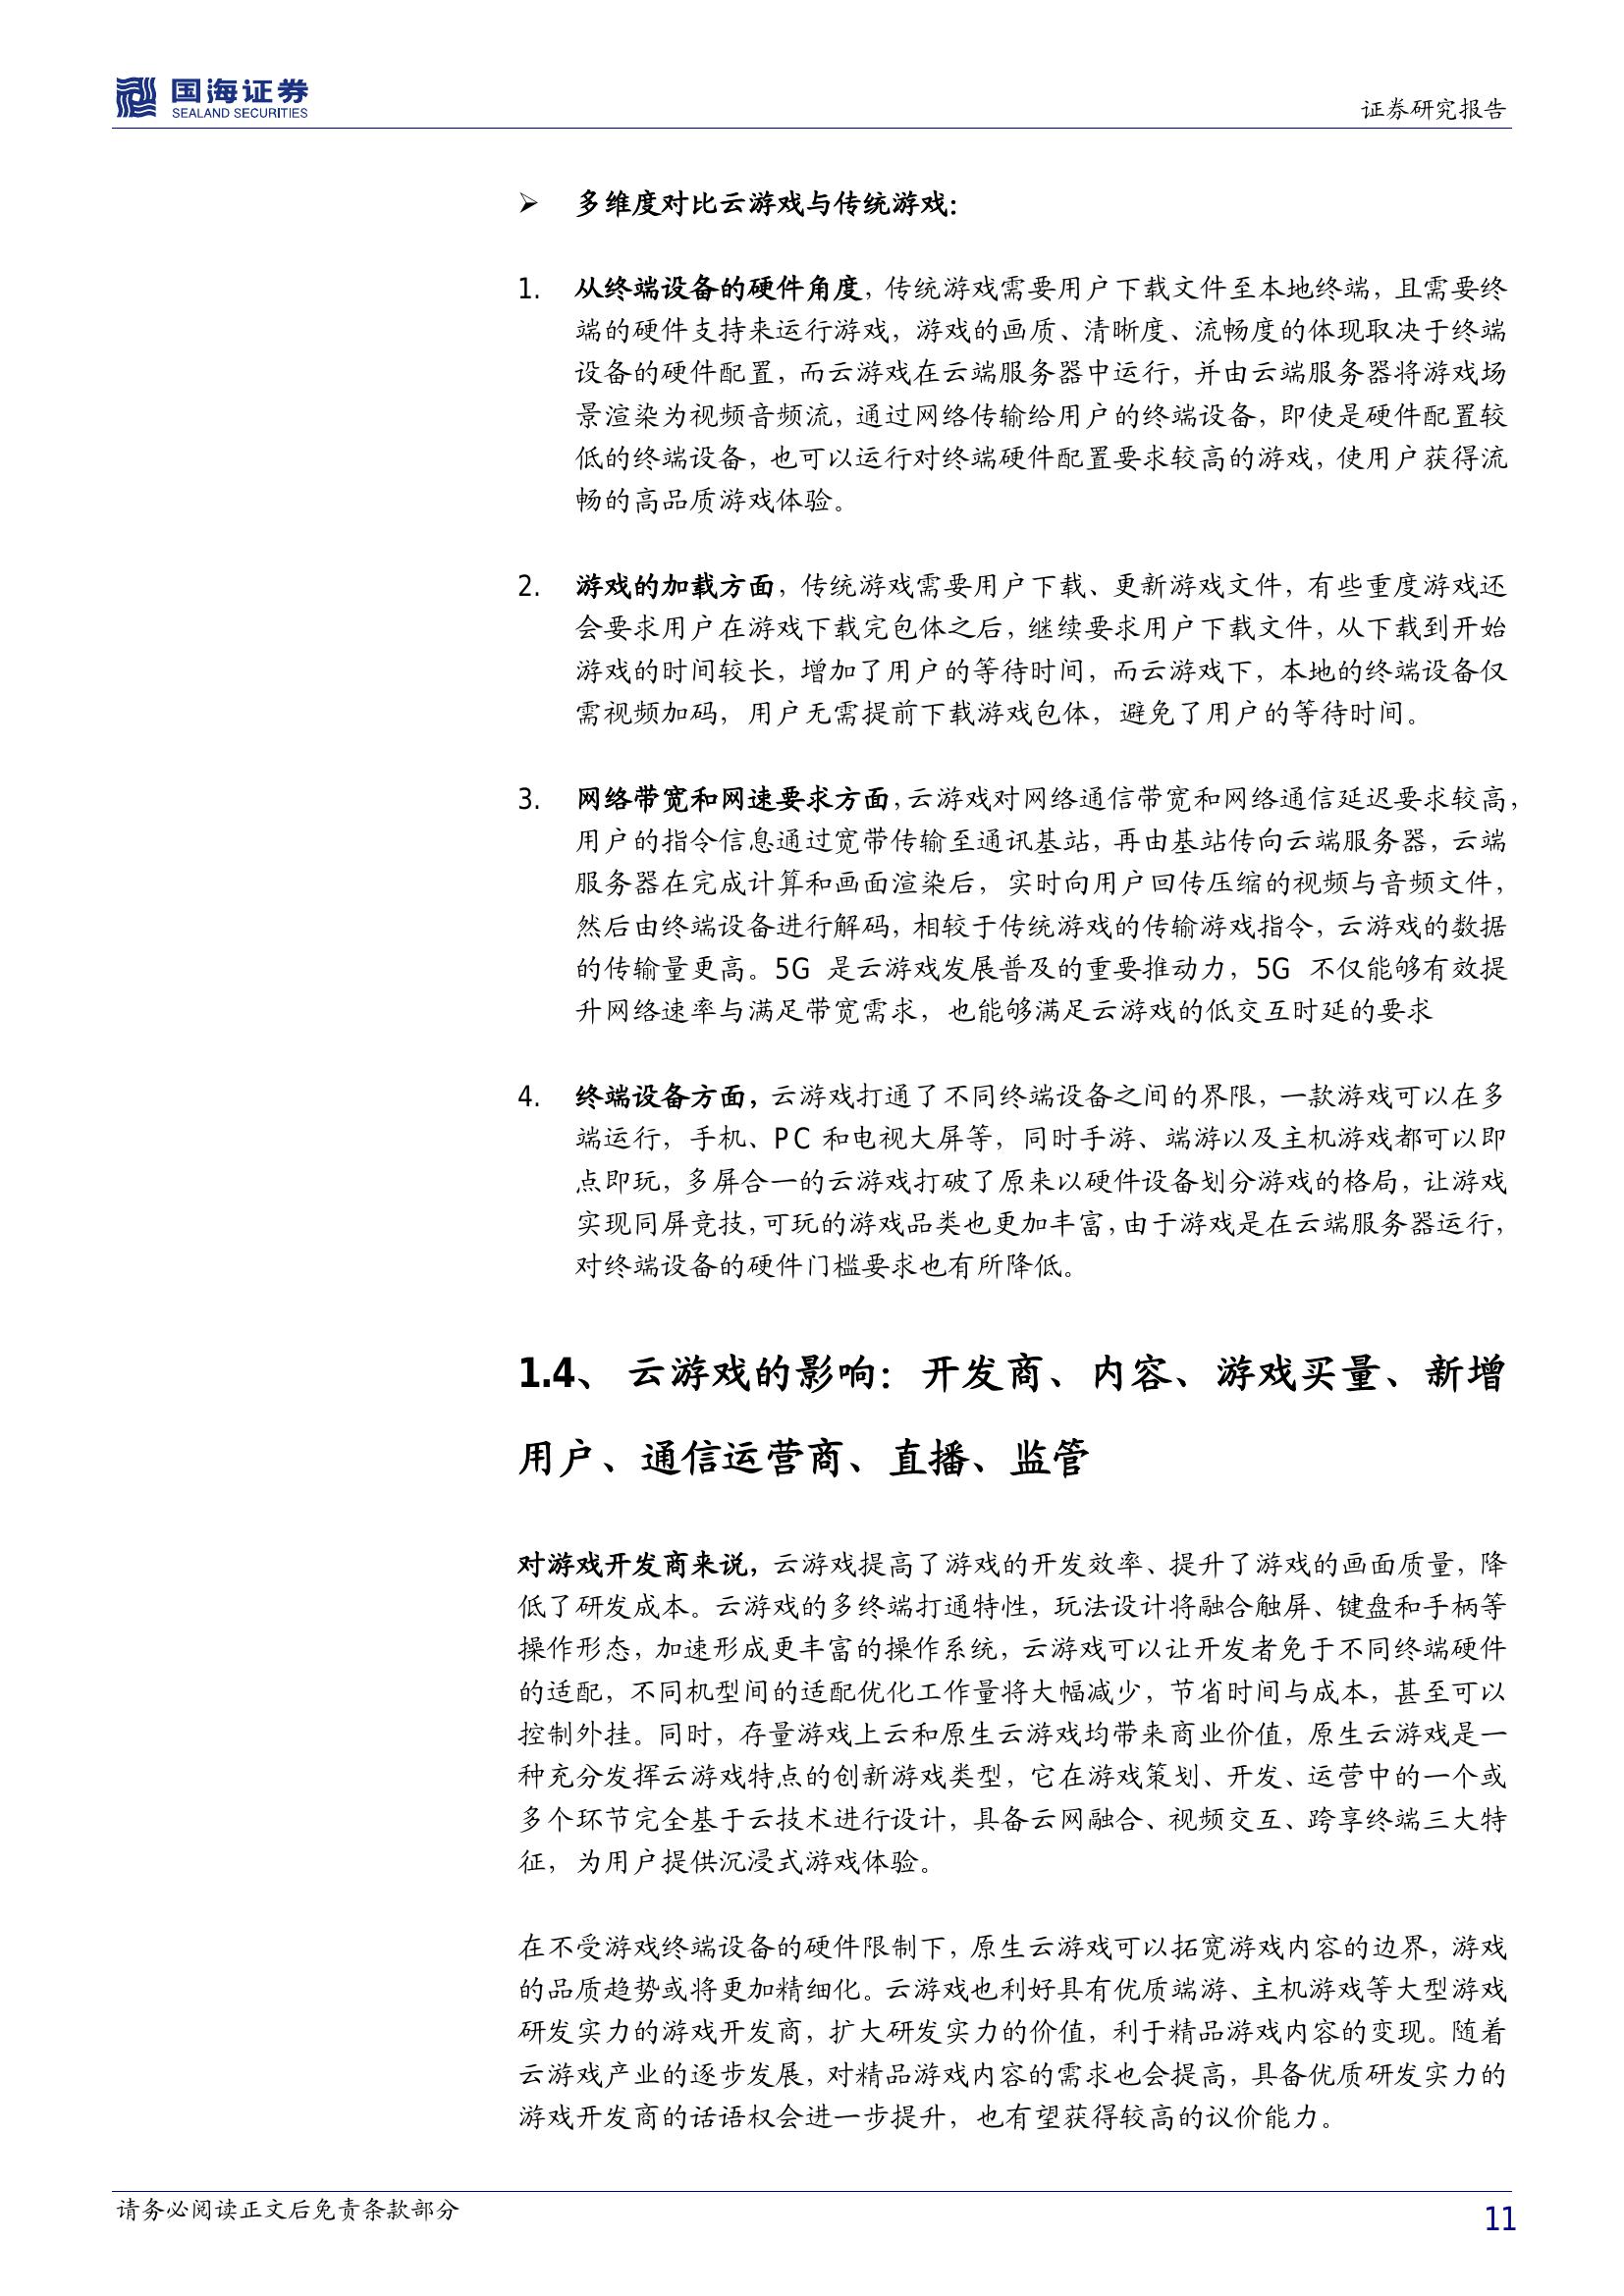 国海证券
SEALAND SECURITIES
证券研究报告
➢ 多维度对比云游戏与传统游戏：
1. 从终端设备的硬件角度，传统游戏需要用户下载文件至本地终端，且需要终
端的硬件支持来运行游戏，游戏的画质、清晰度、流畅度的体现取决于终端
设备的硬件配置，而云游戏在云端服务器中运行，并由云端服务器将游戏场
景渲染为视频音频流，通过网络传输给用户的终端设备，即使是硬件配置较
低的终端设备，也可以运行对终端硬件配置要求较高的游戏，使用户获得流
畅的高品质游戏体验。
2. 游戏的加载方面，传统游戏需要用户下载、更新游戏文件，有些重度游戏还
会要求用户在游戏下载完包体之后，继续要求用户下载文件，从下载到开始
游戏的时间较长，增加了用户的等待时间，而云游戏下，本地的终端设备仅
需视频加码，用户无需提前下载游戏包体，避免了用户的等待时间。
3. 网络带宽和网速要求方面，云游戏对网络通信带宽和网络通信延迟要求较高，
用户的指令信息通过宽带传输至通讯基站，再由基站传向云端服务器，云端
服务器在完成计算和画面渲染后，实时向用户回传压缩的视频与音频文件，
然后由终端设备进行解码，相较于传统游戏的传输游戏指令，云游戏的数据
的传输量更高。5G 是云游戏发展普及的重要推动力，5G 不仅能够有效提
升网络速率与满足带宽需求，也能够满足云游戏的低交互时延的要求
4. 终端设备方面，云游戏打通了不同终端设备之间的界限，一款游戏可以在多
端运行，手机、PC 和电视大屏等，同时手游、端游以及主机游戏都可以即
点即玩，多屏合一的云游戏打破了原来以硬件设备划分游戏的格局，让游戏
实现同屏竞技，可玩的游戏品类也更加丰富，由于游戏是在云端服务器运行，
对终端设备的硬件门槛要求也有所降低。
1.4、 云游戏的影响：开发商、内容、游戏买量、新增
用户、通信运营商、直播、监管
对游戏开发商来说，云游戏提高了游戏的开发效率、提升了游戏的画面质量，降
低了研发成本。云游戏的多终端打通特性，玩法设计将融合触屏、键盘和手柄等
操作形态，加速形成更丰富的操作系统，云游戏可以让开发者免于不同终端硬件
的适配，不同机型间的适配优化工作量将大幅减少，节省时间与成本，甚至可以
控制外挂。同时，存量游戏上云和原生云游戏均带来商业价值，原生云游戏是一
种充分发挥云游戏特点的创新游戏类型，它在游戏策划、开发、运营中的一个或
多个环节完全基于云技术进行设计，具备云网融合、视频交互、跨享终端三大特
征，为用户提供沉浸式游戏体验。
在不受游戏终端设备的硬件限制下，原生云游戏可以拓宽游戏内容的边界，游戏
的品质趋势或将更加精细化。云游戏也利好具有优质端游、主机游戏等大型游戏
研发实力的游戏开发商，扩大研发实力的价值，利于精品游戏内容的变现。随着
云游戏产业的逐步发展，对精品游戏内容的需求也会提高，具备优质研发实力的
游戏开发商的话语权会进一步提升，也有望获得较高的议价能力。
请务必阅读正文后免责条款部分
11